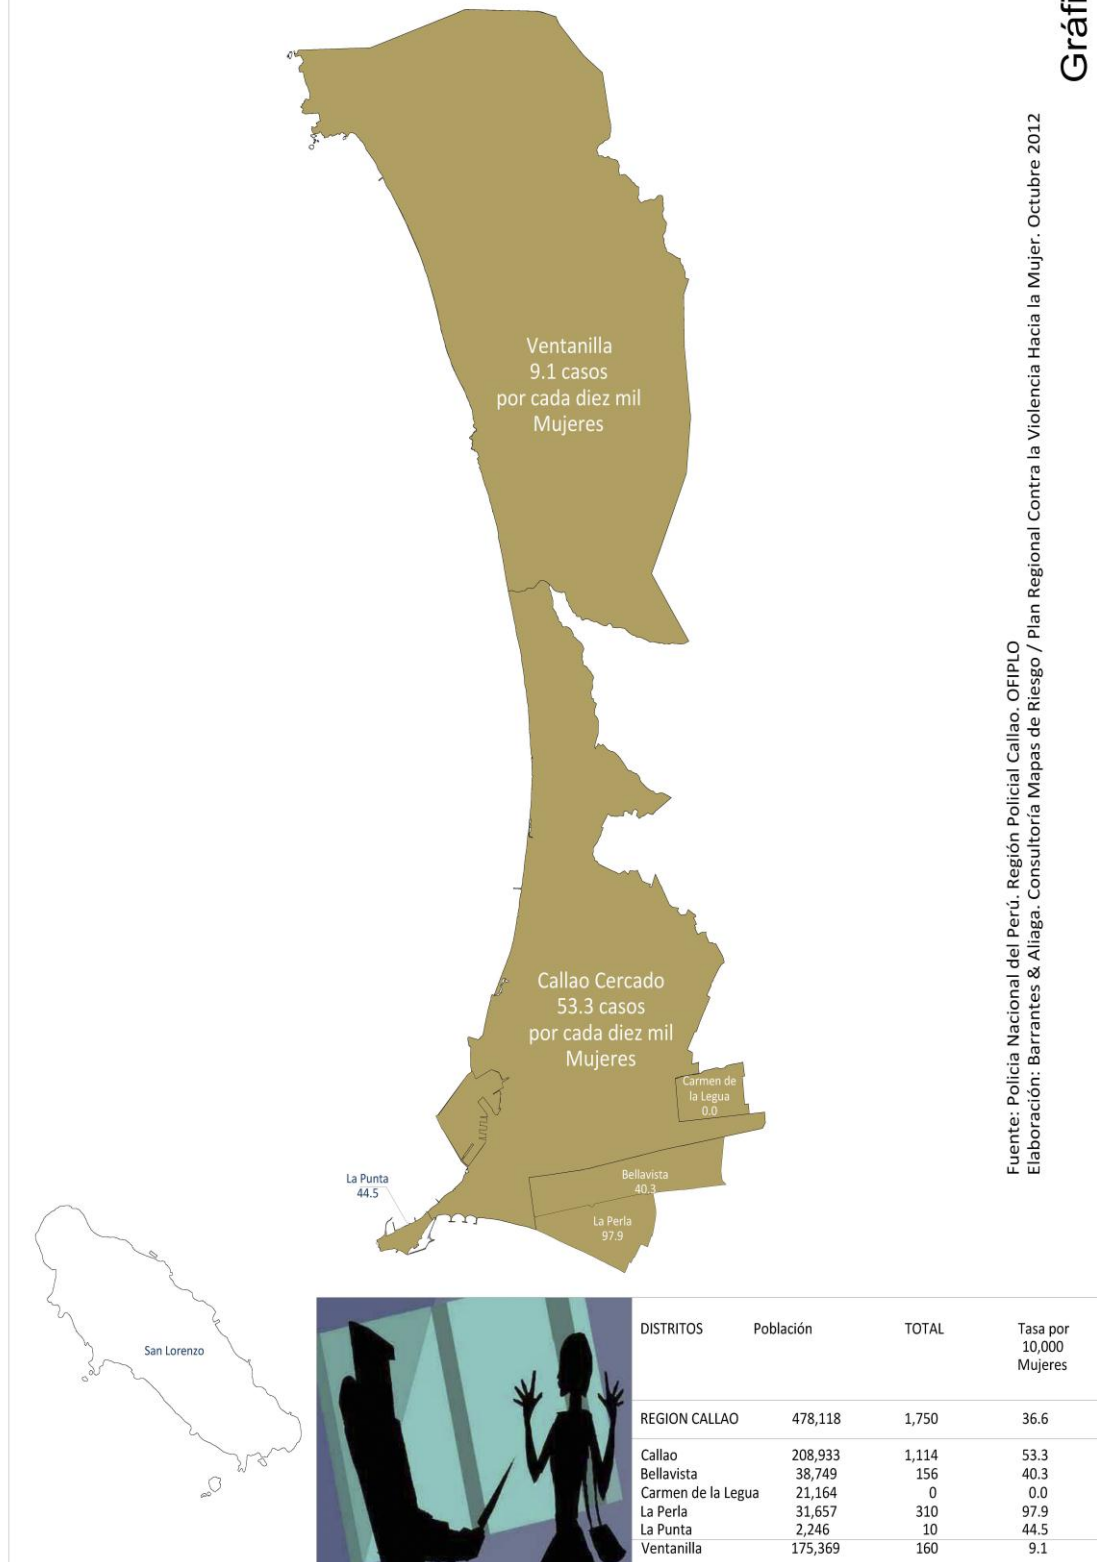 Gráfi
Ventanilla
9.1 casos
por cada diez mil
Mujeres
Callao Cercado
53.3 casos
por cada diez mil
Mujeres
Carmen de
la Legua
0.0
Bellavista
40.3
La Perla
97.9
La Punta
44.5
San Lorenzo
Fuente: Policia Nacional del Perú. Región Policial Callao. OFIPLO
Elaboración: Barrantes & Aliaga. Consultoría Mapas de Riesgo / Plan Regional Contra la Violencia Hacia la Mujer. Octubre 2012
DISTRITOS Población TOTAL Tasa por
10,000
Mujeres
REGION CALLAO 478,118 1,750 36.6
Callao 208,933 1,114 53.3
Bellavista 38,749 156 40.3
Carmen de la Legua 21,164 0 0.0
La Perla 31,657 310 97.9
La Punta 2,246 10 44.5
Ventanilla 175,369 160 9.1